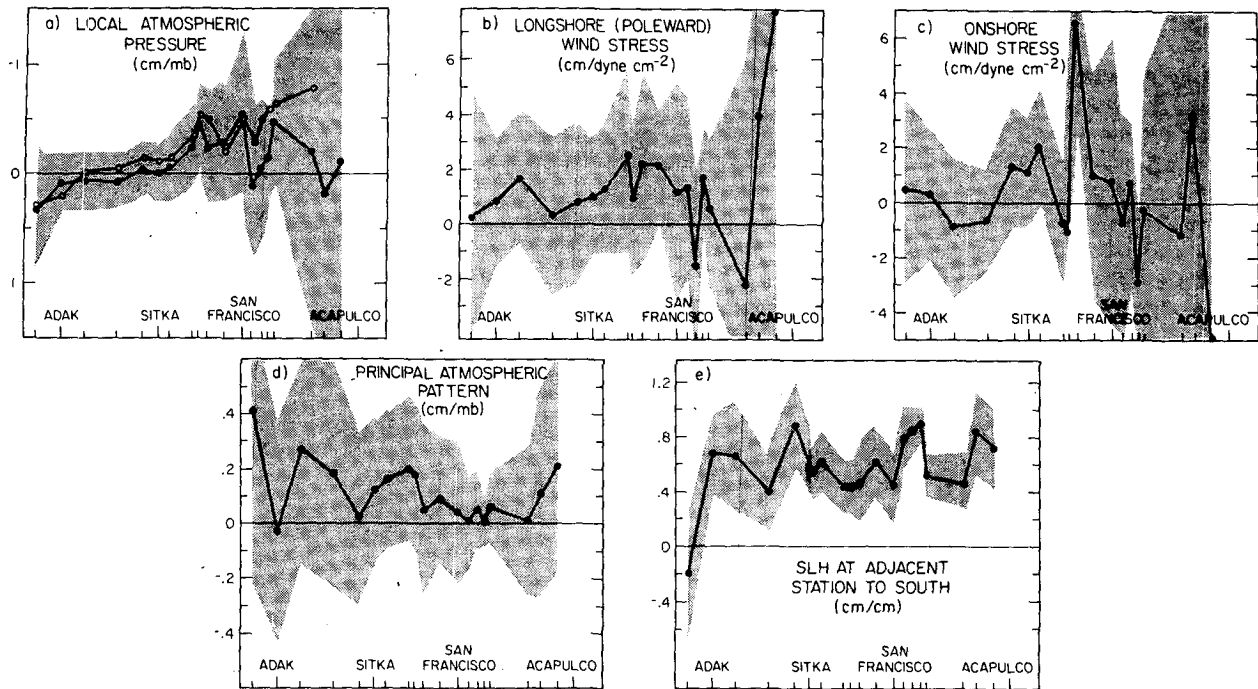 a) LOCAL ATMOSPHERIC
PRESSURE
(cm/mb)
-1
0
1
ADAK SITKA SAN FRANCISCO ACAPULCO
b) LONGSHORE (POLEWARD)
WIND STRESS
(cm/dyne cm⁻²)
6
4
2
0
-2
ADAK SITKA SAN FRANCISCO ACAPULCO
c) ONSHORE
WIND STRESS
(cm/dyne cm⁻²)
6
4
2
0
-2
-4
ADAK SITKA SAN FRANCISCO ACAPULCO
d) PRINCIPAL ATMOSPHERIC
PATTERN
(cm/mb)
.4
.2
0
-.2
-.4
ADAK SITKA SAN FRANCISCO ACAPULCO
e)
1.2
.8
.4
0
-.4
SLH AT ADJACENT
STATION TO SOUTH
(cm/cm)
ADAK SITKA SAN FRANCISCO ACAPULCO